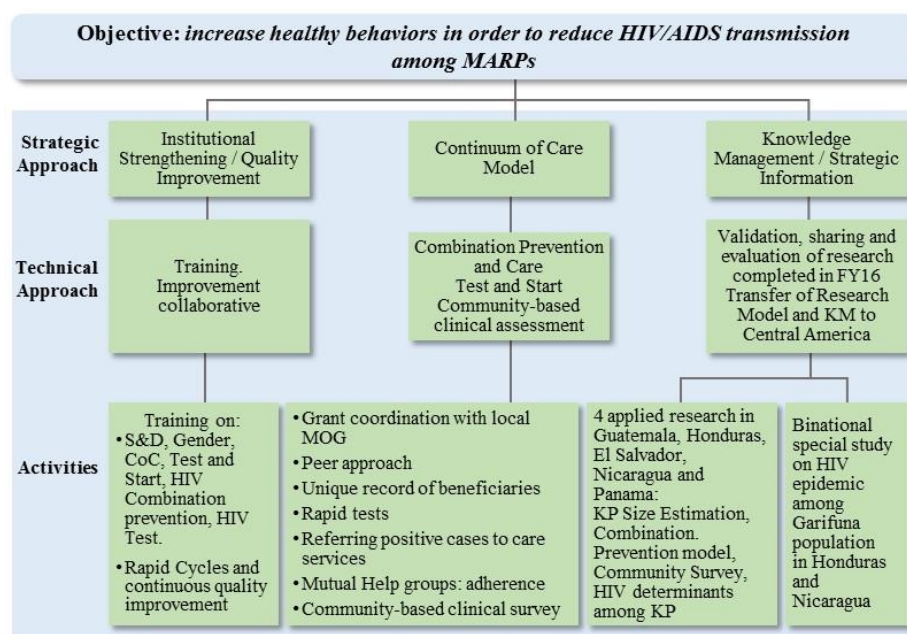 Objective: increase healthy behaviors in order to reduce HIV/AIDS transmission
among MARPs
Strategic
Approach
Institutional
Strengthening / Quality
Improvement
Continuum of Care
Model
Knowledge
Management / Strategic
Information
Technical
Approach
Training.
Improvement
collaborative
Combination Prevention
and Care
Test and Start
Community-based
clinical assessment
Validation, sharing and
evaluation of research
completed in FY16
Transfer of Research
Model and KM to
Central America
Activities
Training on:
•S&D, Gender,
CoC, Test and
Start, HIV
Combination
prevention, HIV
Test.
•Rapid Cycles and
continuous quality
improvement
•Grant coordination with local
MOG
•Peer approach
•Unique record of beneficiaries
•Rapid tests
•Referring positive cases to care
services
•Mutual Help groups: adherence
•Community-based clinical survey
4 applied research in
Guatemala, Honduras,
El Salvador,
Nicaragua and
Panama:
KP Size Estimation,
Combination.
Prevention model,
Community Survey,
HIV determinants
among KP
Binational
special study
on HIV
epidemic
among
Garifuna
population
in Honduras
and
Nicaragua